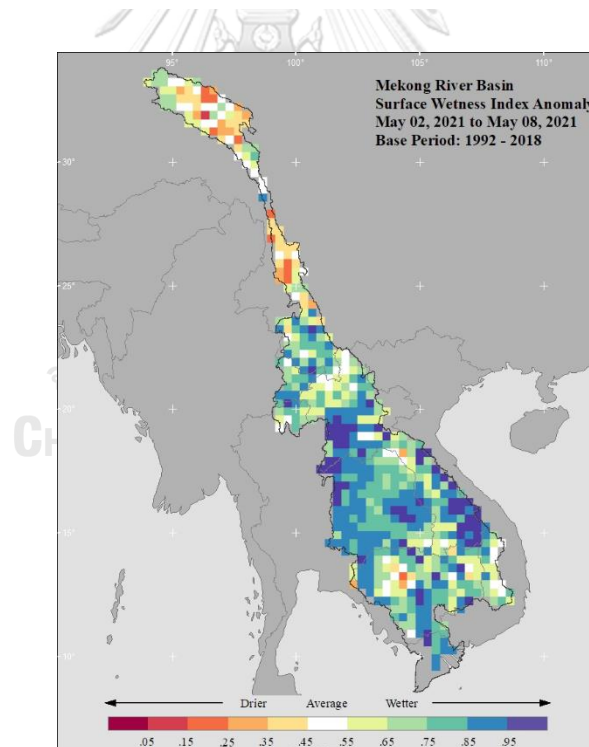 95° 100° 105° 110°
Mekong River Basin
Surface Wetness Index Anomaly
May 02, 2021 to May 08, 2021
Base Period: 1992 - 2018
30°
25°
20°
15°
Drier Average Wetter
.05 .15 .25 .35 .45 .55 .65 .75 .85 .95